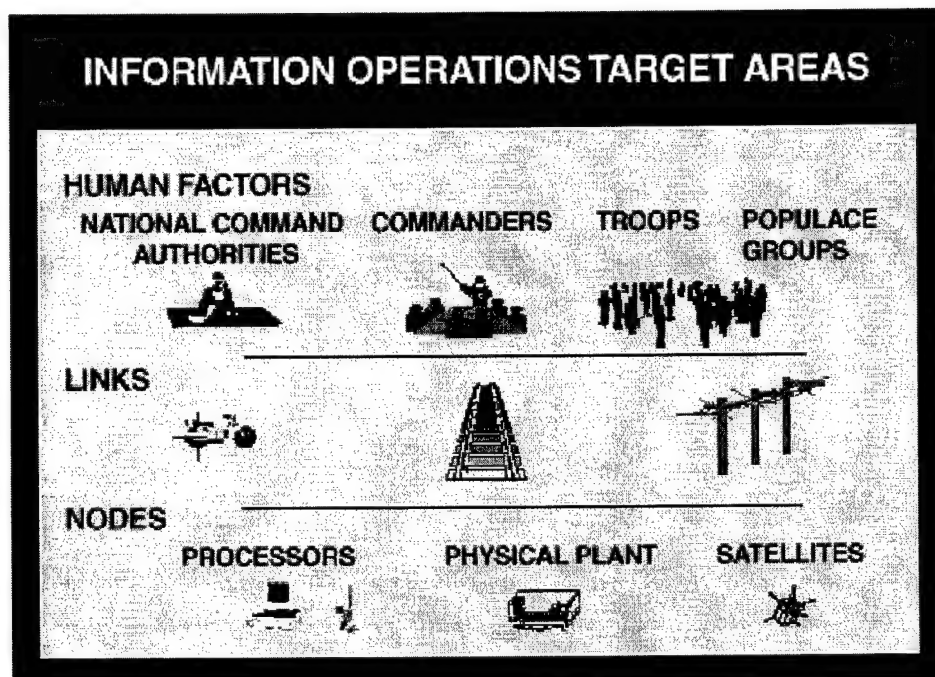 INFORMATION OPERATIONS TARGET AREAS
HUMAN FACTORS
NATIONAL COMMAND AUTHORITIES
COMMANDERS
TROOPS
POPULACE GROUPS
LINKS
NODES
PROCESSORS
PHYSICAL PLANT
SATELLITES